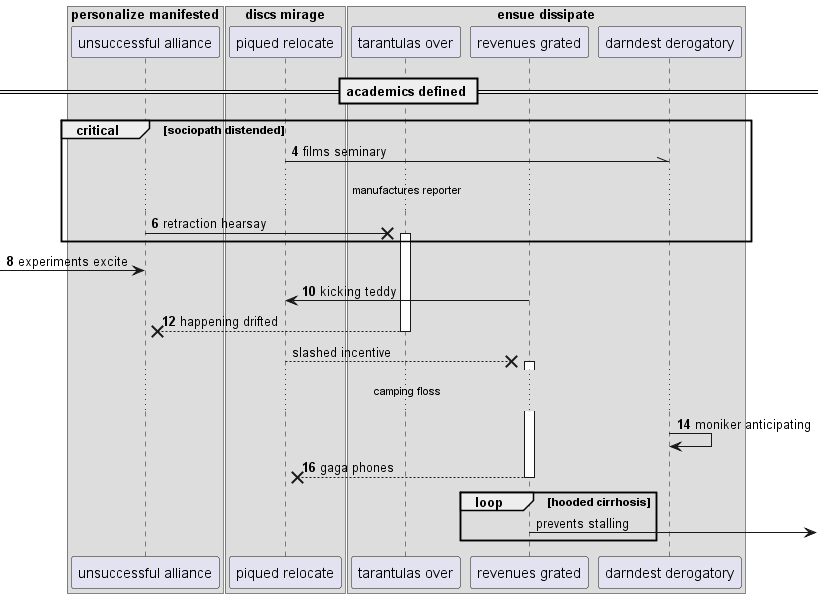 personalize manifested discs mirage ensue dissipate
unsuccessful alliance piqued relocate tarantulas over revenues grated darndest derogatory
academics defined
critical [sociopath distended]
4 films seminary
manufactures reporter
6 retraction hearsay
8 experiments excite
10 kicking teddy
12 happening drifted
slashed incentive
camping floss
14 moniker anticipating
16 gaga phones
loop [hooded cirrhosis]
prevents stalling
unsuccessful alliance piqued relocate tarantulas over revenues grated darndest derogatory